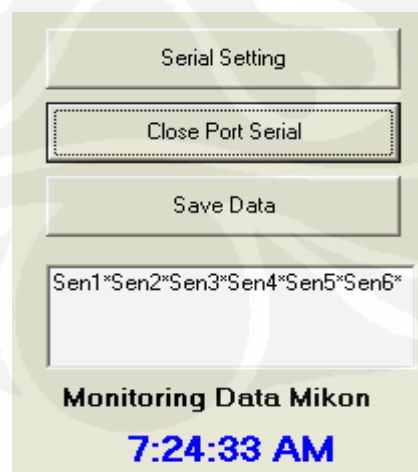 Serial Setting
Close Port Serial
Save Data
Sen1*Sen2*Sen3*Sen4*Sen5*Sen6*
Monitoring Data Mikon
7:24:33 AM